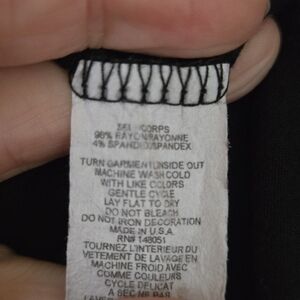 CORPS
96% RAYON/RAYONNE
4% SPANDEX/SPANDEX
TURN GARMENT INSIDE OUT
MACHINE WASH COLD
WITH LIKE COLORS
GENTLE CYCLE
LAY FLAT TO DRY
DO NOT BLEACH
DO NOT IRON DECORATION
MADE IN U.S.A
RN# 148051
TOURNEZ L'INTERIEUR DU
VETEMENT DE LAVAGE EN
MACHINE FROID AVEC
COMME COULEURS
CYCLE DELICAT
A SEC